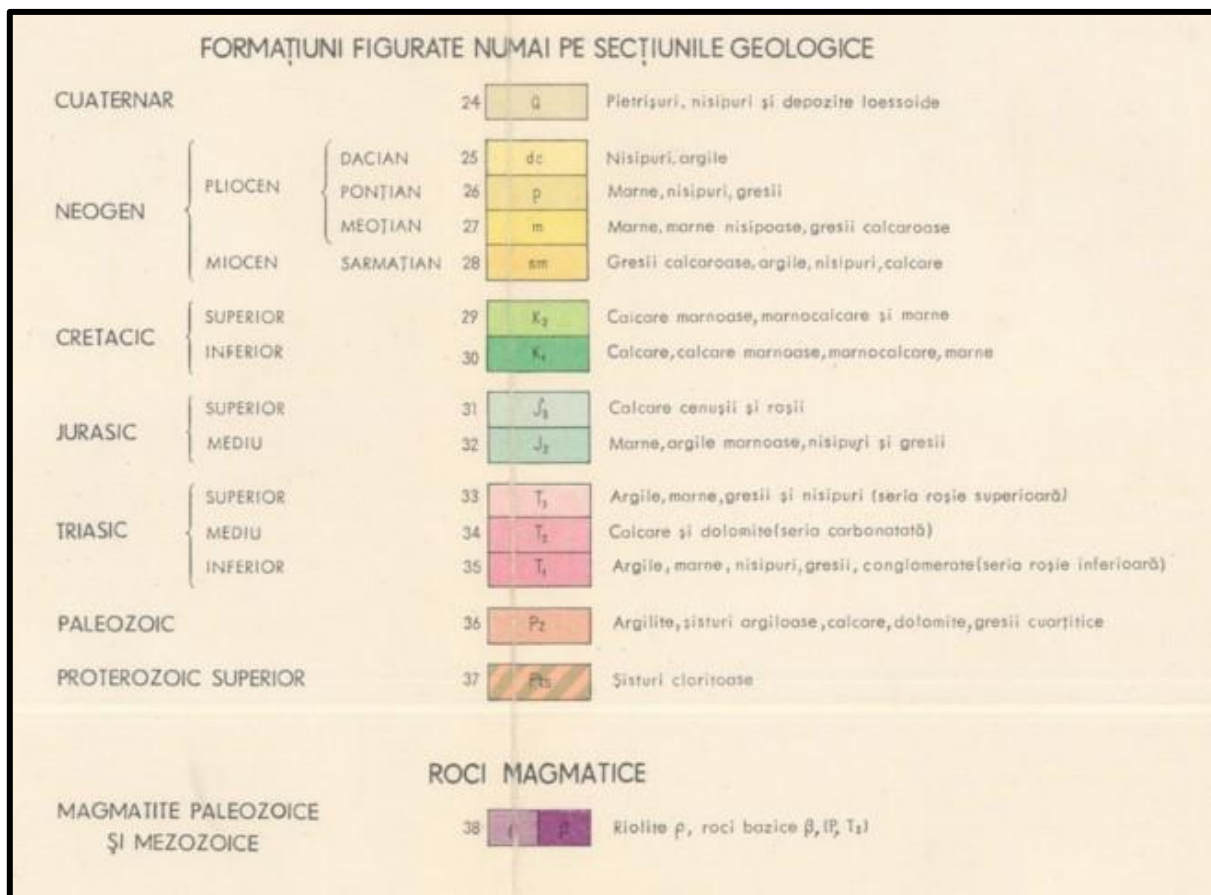 FORMAȚIUNI FIGURATE NUMAI PE SECȚIUNILE GEOLOGICE
CUATERNAR 24 Q Pietrișuri, nisipuri și depozite loessoide
DACIAN 25 dc Nisipuri, argile
PLIOCEN PONȚIAN 26 p Marne, nisipuri, gresii
NEOGEN MEOȚIAN 27 m Marne, marne nisipoase, gresii calcaroase
MIOCEN SARMAȚIAN 28 sm Gresii calcaroase, argile, nisipuri, calcare
SUPERIOR 29 K₂ Calcare marnoase, marnocalcare și marne
CRETACIC
INFERIOR 30 K₁ Calcare, calcare marnoase, marnocalcare, marne
SUPERIOR 31 J₃ Calcare cenușii și roșii
JURASIC
MEDIU 32 J₂ Marne, argile marnoase, nisipuri și gresii
SUPERIOR 33 T₃ Argile, marne, gresii și nisipuri (seria roșie superioară)
TRIASIC MEDIU 34 T₂ Calcare și dolomite (seria carbonatată)
INFERIOR 35 T₁ Argile, marne, nisipuri, gresii, conglomerate (seria roșie inferioară)
PALEOZOIC 36 Pz Argilite, șisturi argiloase, calcare, dolomite, gresii cuarțitice
PROTEROZOIC SUPERIOR 37 Șisturi cloritoase
ROCI MAGMATICE
MAGMATITE PALEOZOICE
ȘI MEZOZOICE 38 β Riolite ρ, roci bazice β, (P, T₂)